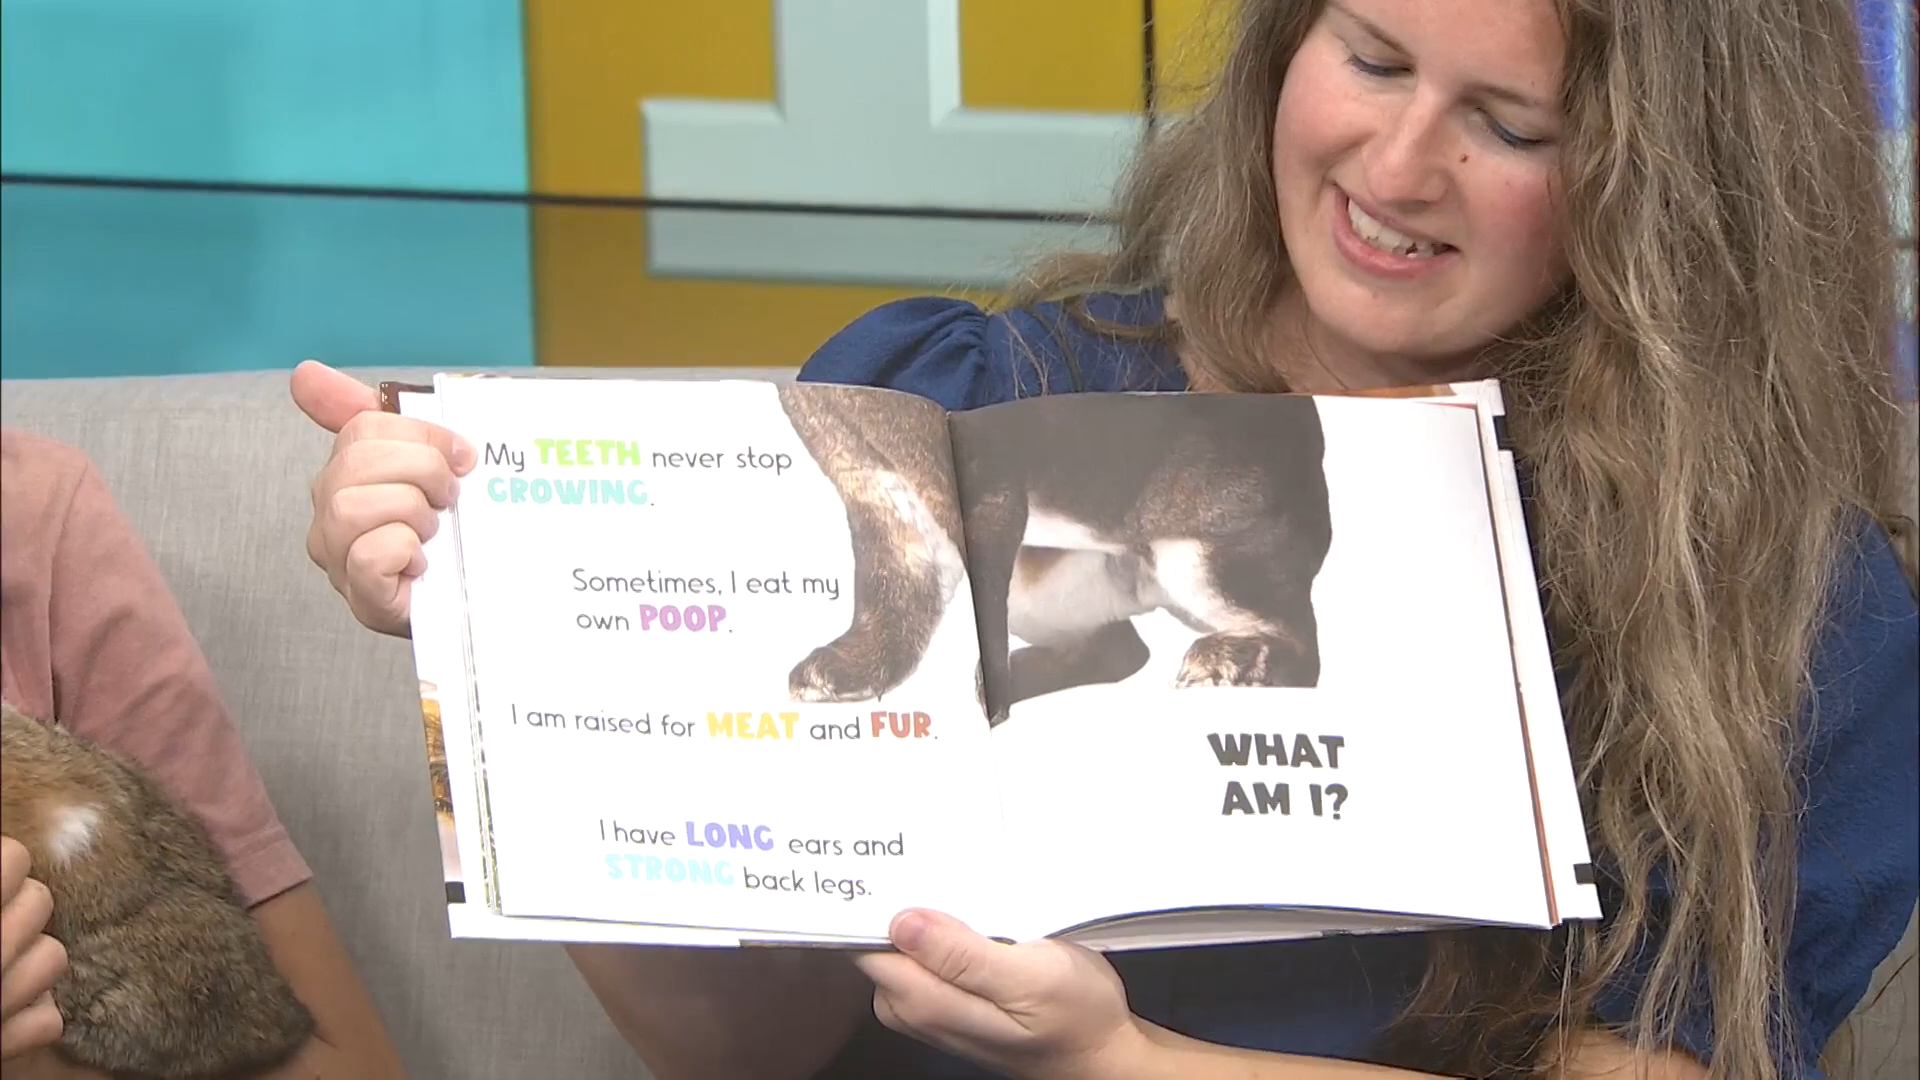 My TEETH never stop
GROWING.
Sometimes, I eat my
own POOP.
I am raised for MEAT and FUR.
I have LONG ears and
STRONG back legs.
WHAT
AM I?